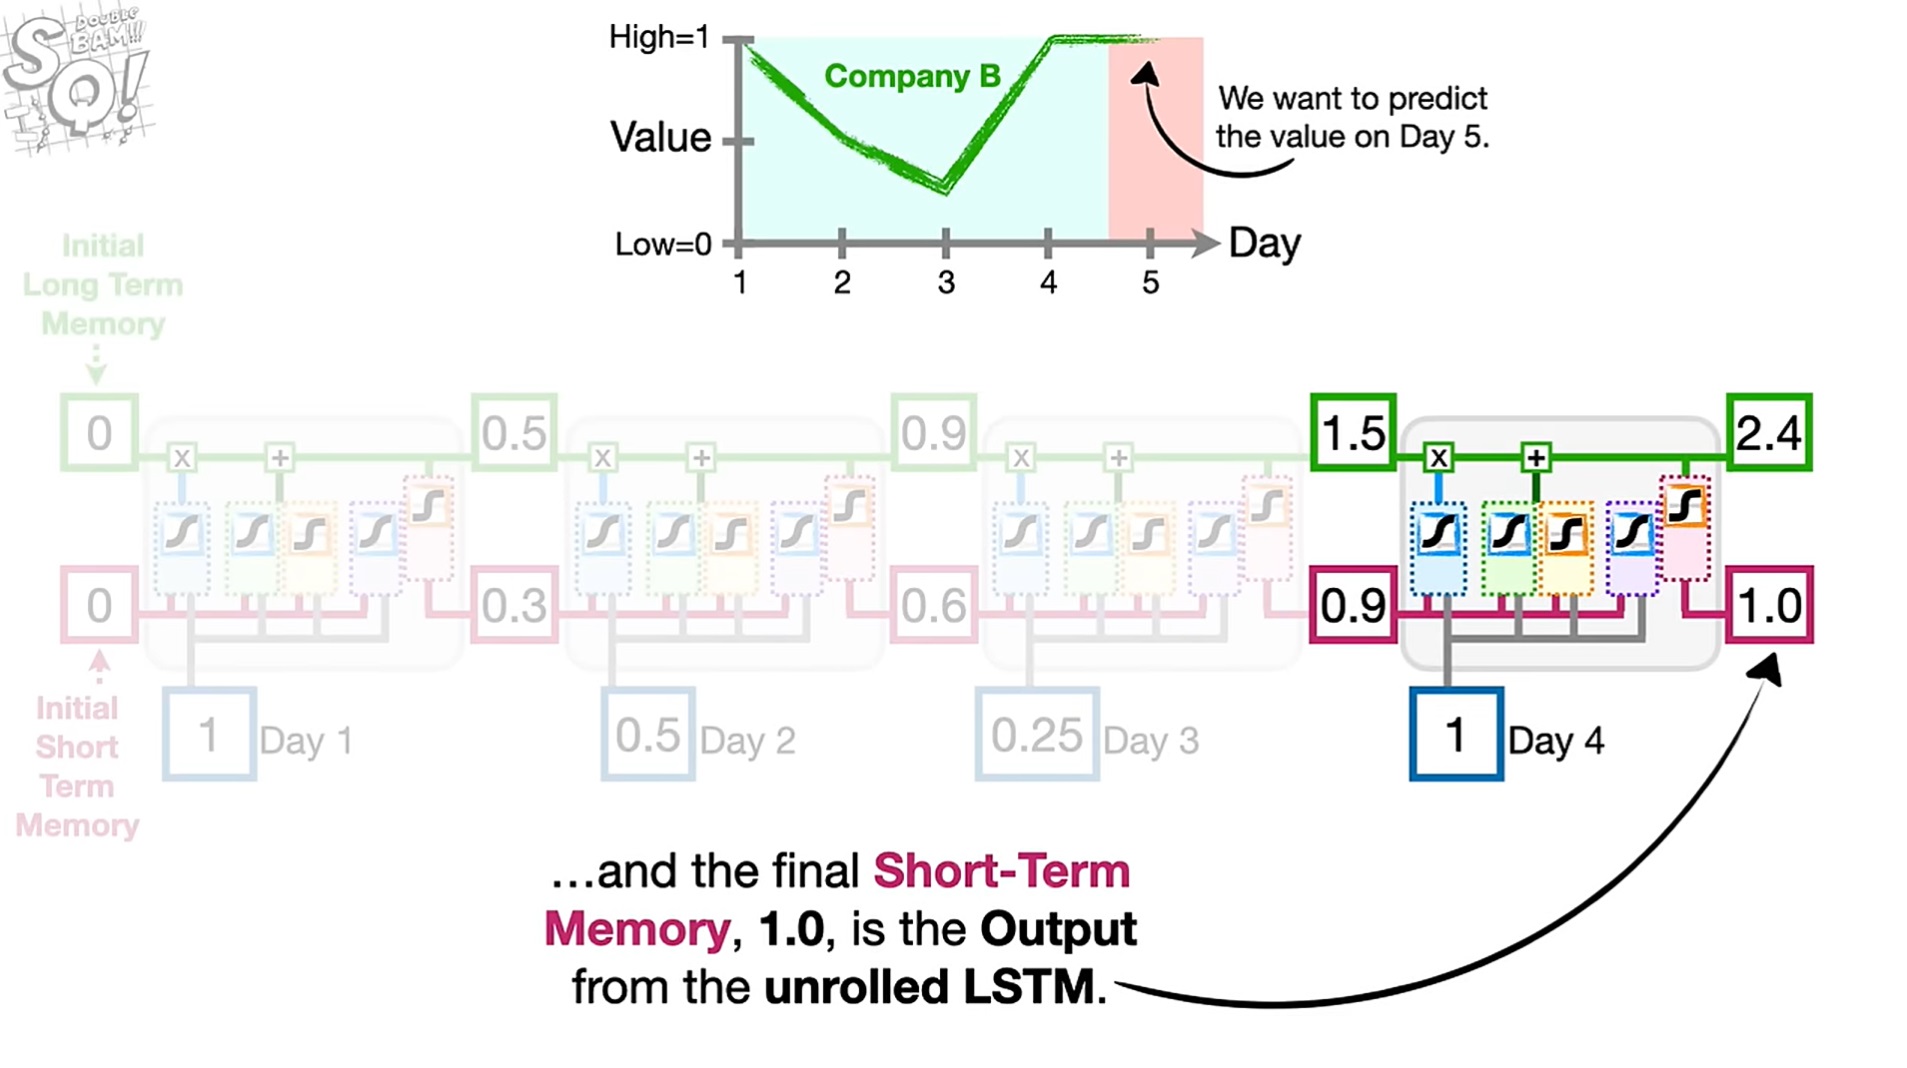 DOUBLE
BAM!!!
SQ!
High=1
Company B
Value
Low=0
Day
1 2 3 4 5
We want to predict
the value on Day 5.
Initial
Long Term
Memory
0 0.5 0.9 1.5 2.4
x + x + x + x +
0 0.3 0.6 0.9 1.0
Initial
Short
Term
Memory
1 Day 1 0.5 Day 2 0.25 Day 3 1 Day 4
...and the final Short-Term
Memory, 1.0, is the Output
from the unrolled LSTM.